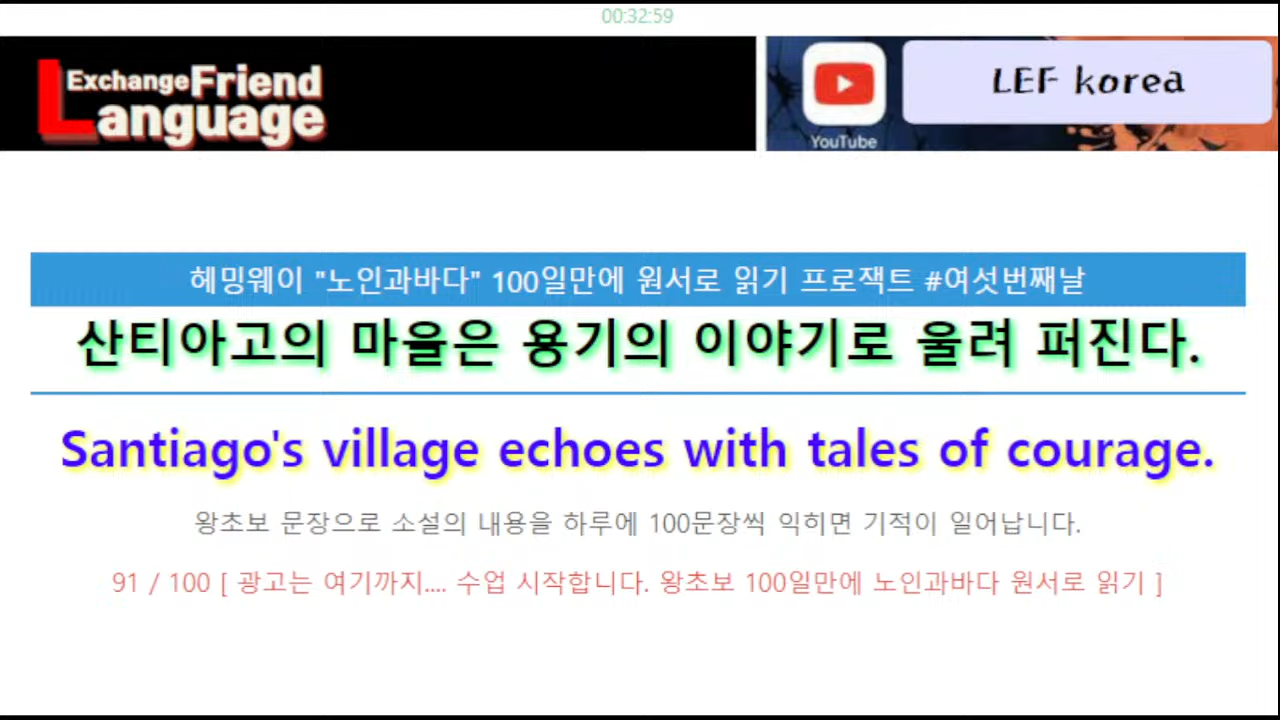 00:32:59
ExchangeFriend
Language
LEF korea
YouTube
헤밍웨이 "노인과바다" 100일만에 원서로 읽기 프로잭트 #여섯번째날
산티아고의 마을은 용기의 이야기로 울려 퍼진다.
Santiago's village echoes with tales of courage.
왕초보 문장으로 소설의 내용을 하루에 100문장씩 익히면 기적이 일어납니다.
91 / 100 [ 광고는 여기까지.... 수업 시작합니다. 왕초보 100일만에 노인과바다 원서로 읽기 ]